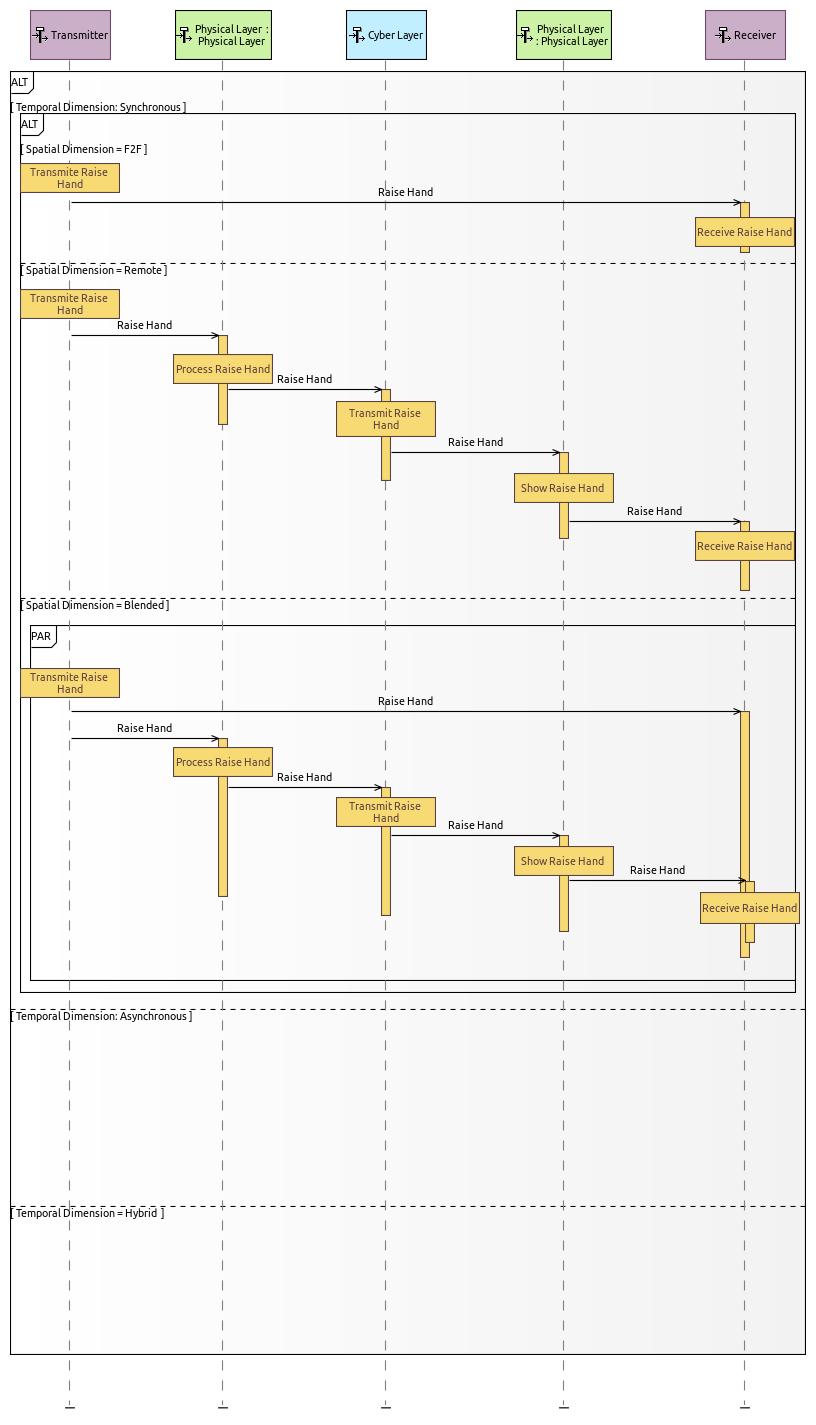 Transmitter
Physical Layer :
Physical Layer
Cyber Layer
Physical Layer
: Physical Layer
Receiver
ALT
[ Temporal Dimension: Synchronous ]
ALT
[ Spatial Dimension = F2F ]
Transmite Raise
Hand
Raise Hand
Receive Raise Hand
[ Spatial Dimension = Remote ]
Transmite Raise
Hand
Raise Hand
Process Raise Hand
Raise Hand
Transmit Raise
Hand
Raise Hand
Show Raise Hand
Raise Hand
Receive Raise Hand
[ Spatial Dimension = Blended ]
PAR
Transmite Raise
Hand
Raise Hand
Raise Hand
Process Raise Hand
Raise Hand
Transmit Raise
Hand
Raise Hand
Show Raise Hand
Raise Hand
Receive Raise Hand
[ Temporal Dimension: Asynchronous ]
[ Temporal Dimension = Hybrid ]